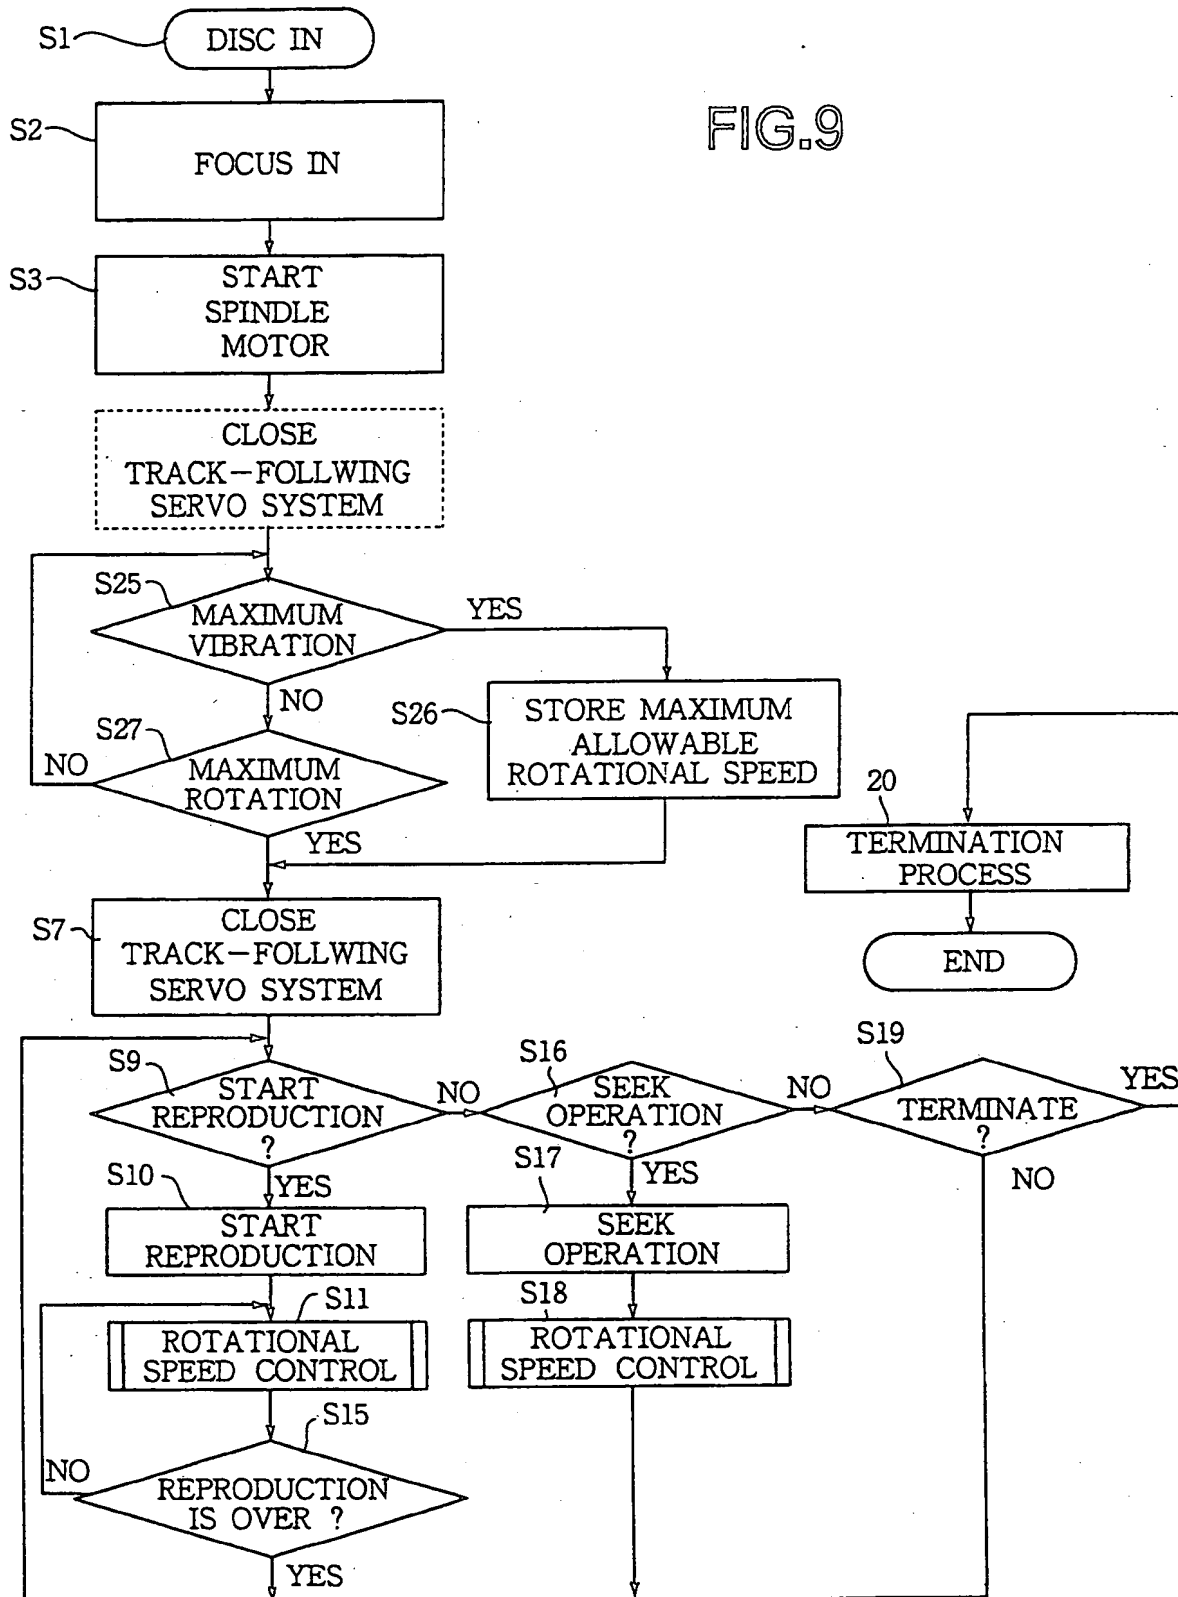 S1
DISC IN
FIG.9
S2
FOCUS IN
S3
START
SPINDLE
MOTOR
CLOSE
TRACK-FOLLWING
SERVO SYSTEM
S25
MAXIMUM
VIBRATION
YES
NO
S26
STORE MAXIMUM
ALLOWABLE
ROTATIONAL SPEED
S27
MAXIMUM
ROTATION
NO
YES
20
TERMINATION
PROCESS
END
S7
CLOSE
TRACK-FOLLWING
SERVO SYSTEM
S9
START
REPRODUCTION
?
NO
YES
S16
SEEK
OPERATION
?
NO
YES
S19
TERMINATE
?
YES
NO
S10
START
REPRODUCTION
S17
SEEK
OPERATION
S11
ROTATIONAL
SPEED CONTROL
S18
ROTATIONAL
SPEED CONTROL
S15
REPRODUCTION
IS OVER ?
NO
YES